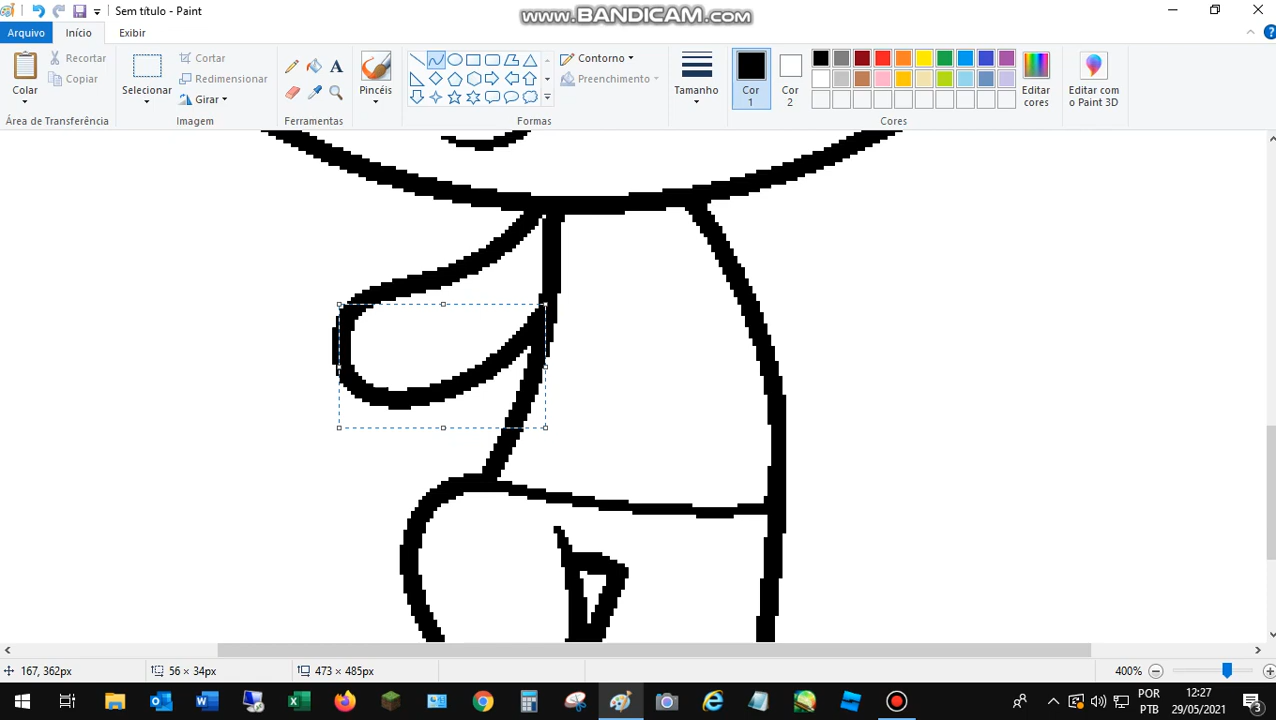 Sem título - Paint
www.BANDICAM.com
Arquivo
Início
Exibir
Colar
Recortar
Copiar
Área de Transferência
Selecionar
Cortar
Redimensionar
Girar
Imagem
A
Ferramentas
Pincéis
Contorno
Preenchimento
Formas
Tamanho
Cor
1
Cor
2
Editar
cores
Cores
Editar com
o Paint 3D
167, 362px
56 × 34px
473 × 485px
400%
POR
PTB
12:27
29/05/2021
3